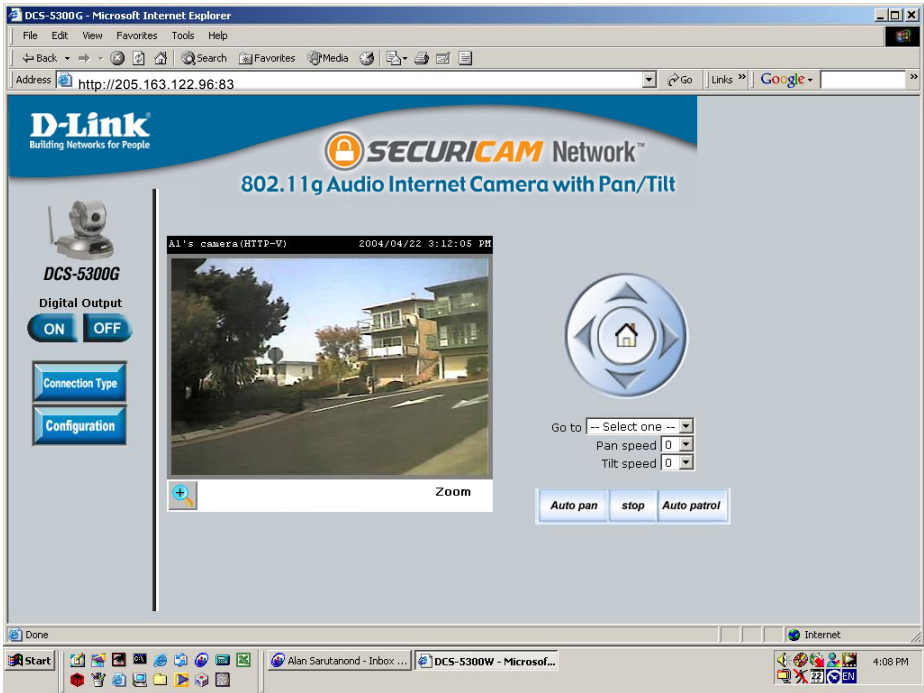 DCS-5300G - Microsoft Internet Explorer
File Edit View Favorites Tools Help
Back Search Favorites Media
Address http://205.163.122.96:83 Go Links » Google »
D-Link
Building Networks for People
SECURICAM Network™
802.11g Audio Internet Camera with Pan/Tilt
DCS-5300G
Digital Output
ON OFF
Connection Type
Configuration
Al's camera(HTTP-V) 2004/04/22 3:12:05 PM
Zoom
Go to -- Select one --
Pan speed 0
Tilt speed 0
Auto pan stop Auto patrol
Done Internet
Start Alan Sarutanond - Inbox ... DCS-5300W - Microsof... 22 EN 4:08 PM